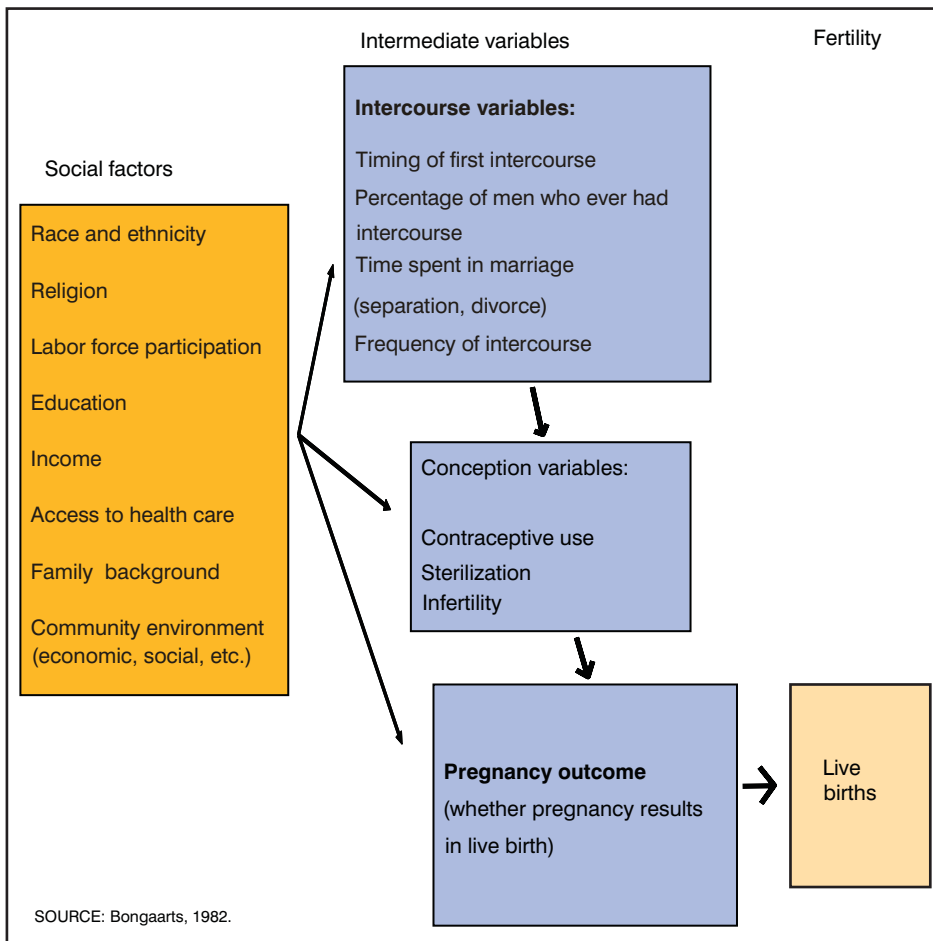 Intermediate variables
Fertility
Social factors
Race and ethnicity
Religion
Labor force participation
Education
Income
Access to health care
Family background
Community environment
(economic, social, etc.)
Intercourse variables:
Timing of first intercourse
Percentage of men who ever had
intercourse
Time spent in marriage
(separation, divorce)
Frequency of intercourse
Conception variables:
Contraceptive use
Sterilization
Infertility
Pregnancy outcome
(whether pregnancy results
in live birth)
Live
births
SOURCE: Bongaarts, 1982.